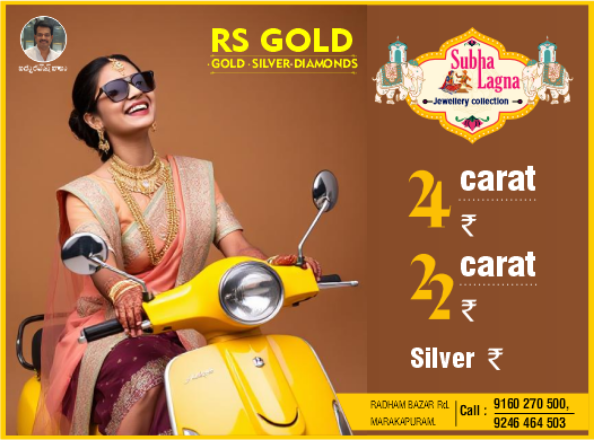 RS GOLD
· GOLD · SILVER · DIAMONDS
Subha
Lagna
Jewellery collection
24 carat
₹
22 carat
₹
Silver ₹
RADHAM BAZAR Rd.
MARAKAPURAM.
Call : 9160 270 500,
9246 464 503